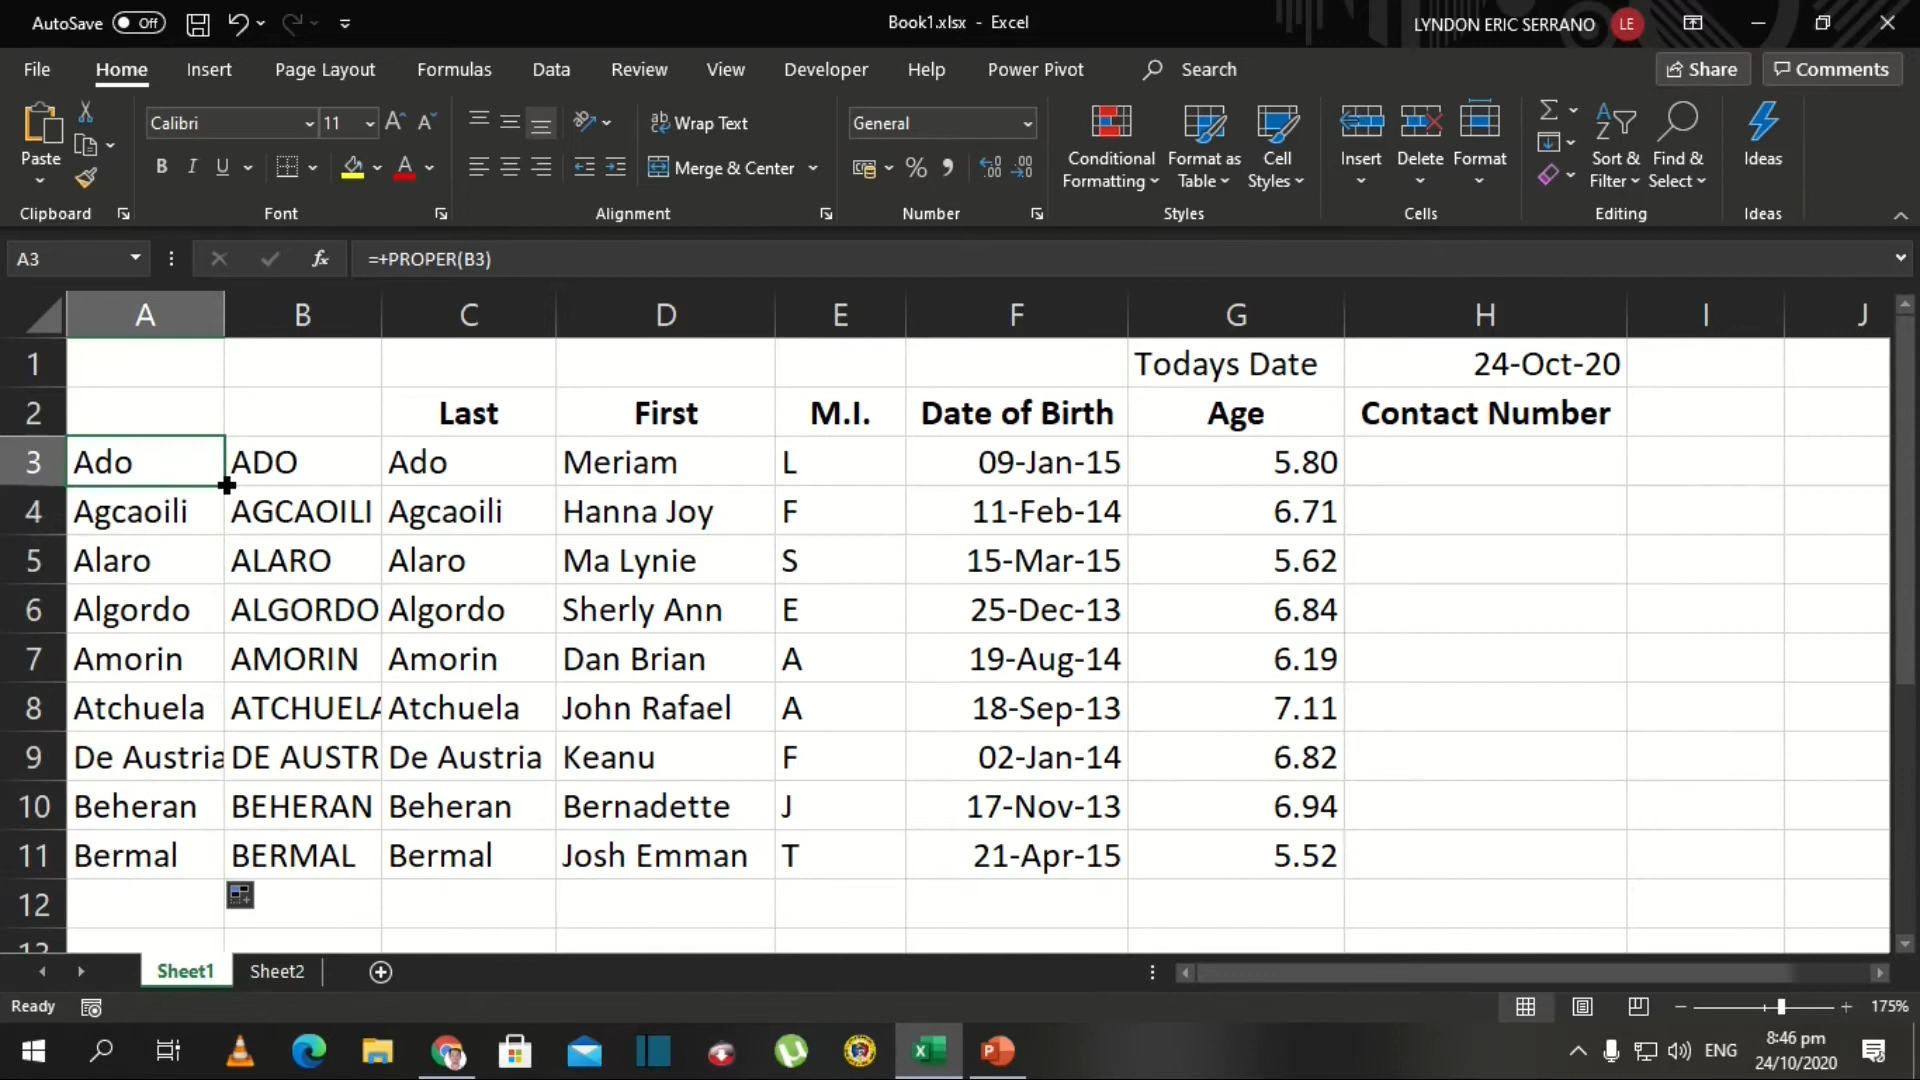 AutoSave Off Book1.xlsx - Excel LYNDON ERIC SERRANO LE
File Home Insert Page Layout Formulas Data Review View Developer Help Power Pivot Search Share Comments
Calibri 11 Wrap Text General
Paste B I U Merge & Center Conditional Formatting Format as Table Cell Styles Insert Delete Format Sort & Filter Find & Select Ideas
Clipboard Font Alignment Number Styles Cells Editing Ideas
A3 fx =+PROPER(B3)
A B C D E F G H I J
1 Todays Date 24-Oct-20
2 Last First M.I. Date of Birth Age Contact Number
3 Ado ADO Ado Meriam L 09-Jan-15 5.80
4 Agcaoili AGCAOILI Agcaoili Hanna Joy F 11-Feb-14 6.71
5 Alaro ALARO Alaro Ma Lynie S 15-Mar-15 5.62
6 Algordo ALGORDO Algordo Sherly Ann E 25-Dec-13 6.84
7 Amorin AMORIN Amorin Dan Brian A 19-Aug-14 6.19
8 Atchuela ATCHUELA Atchuela John Rafael A 18-Sep-13 7.11
9 De Austria DE AUSTR De Austria Keanu F 02-Jan-14 6.82
10 Beheran BEHERAN Beheran Bernadette J 17-Nov-13 6.94
11 Bermal BERMAL Bermal Josh Emman T 21-Apr-15 5.52
12
13
Sheet1 Sheet2
Ready 175%
8:46 pm
ENG
24/10/2020